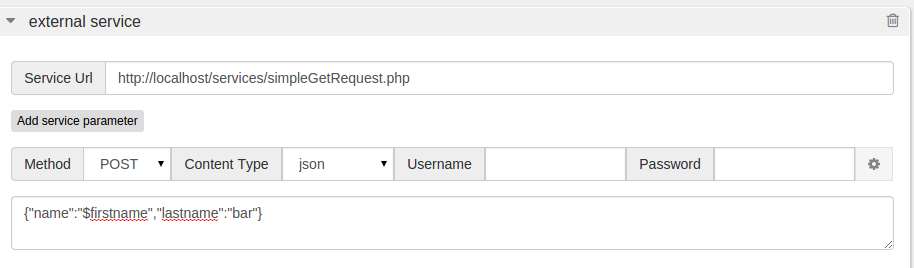 external service
Service Url http://localhost/services/simpleGetRequest.php
Add service parameter
Method POST Content Type json Username Password
{"name":"$firstname","lastname":"bar"}